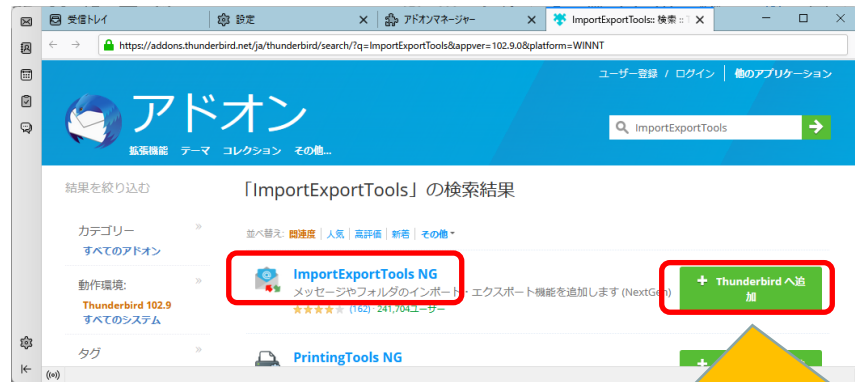 受信トレイ
設定
アドオンマネージャー
ImportExportTools:: 検索 ::
https://addons.thunderbird.net/ja/thunderbird/search/?q=ImportExportTools&appver=102.9.0&platform=WINNT
ユーザー登録 / ログイン | 他のアプリケーション
アドオン
ImportExportTools
拡張機能 テーマ コレクション その他...
結果を絞り込む
「ImportExportTools」の検索結果
カテゴリー
すべてのアドオン
並べ替え: 関連度 | 人気 | 高評価 | 新着 | その他
動作環境:
Thunderbird 102.9
すべてのシステム
ImportExportTools NG
メッセージやフォルダのインポート・エクスポート機能を追加します (NextGen)
(162) · 241,704ユーザー
+ Thunderbird へ追
加
タグ
PrintingTools NG